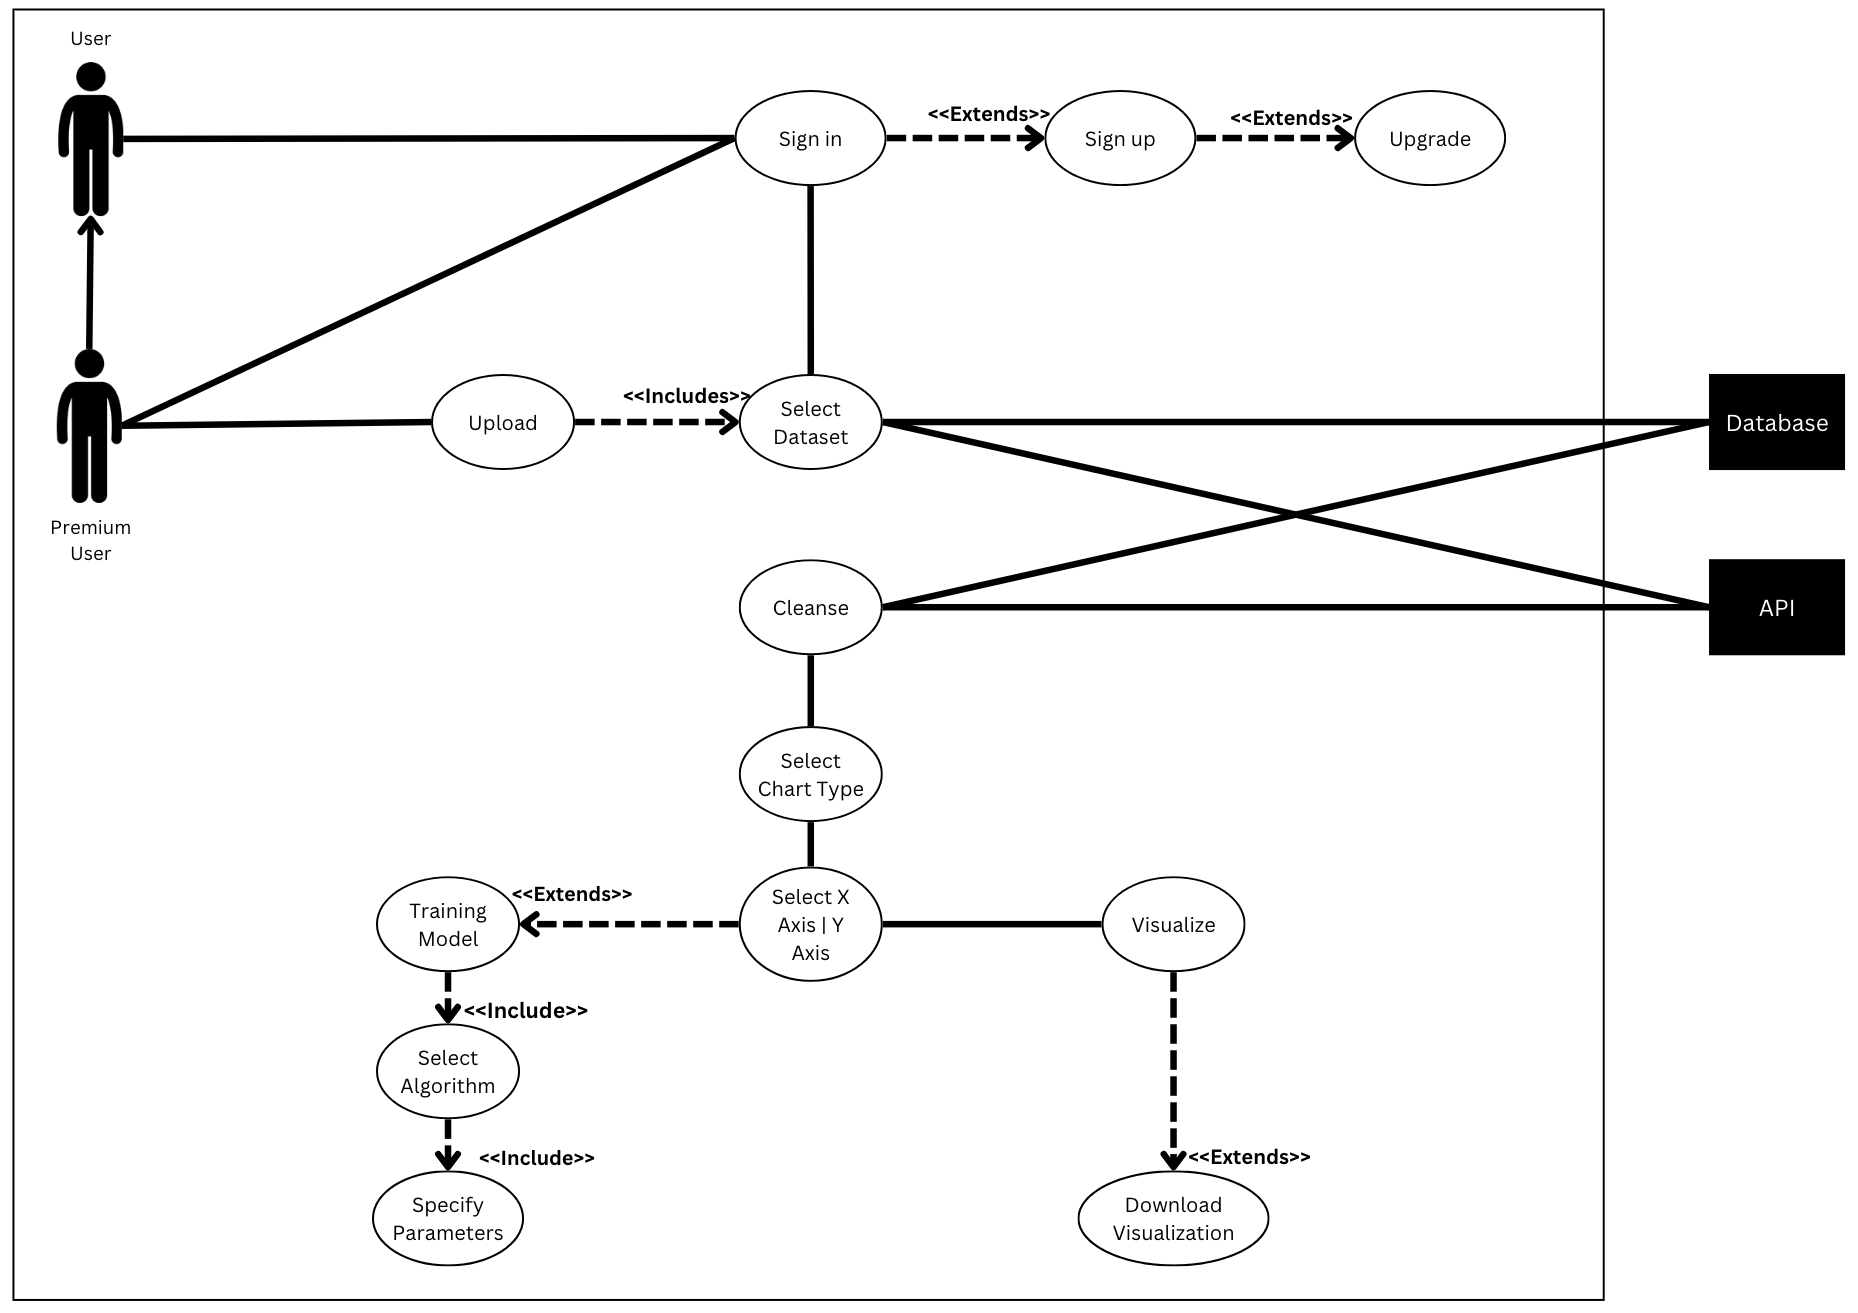 User
Sign in
<<Extends>>
Sign up
<<Extends>>
Upgrade
Premium
User
Upload
<<Includes>>
Select
Dataset
Database
Cleanse
API
Select
Chart Type
Training
Model
<<Extends>>
Select X
Axis | Y
Axis
Visualize
<<Include>>
Select
Algorithm
<<Include>>
Specify
Parameters
<<Extends>>
Download
Visualization